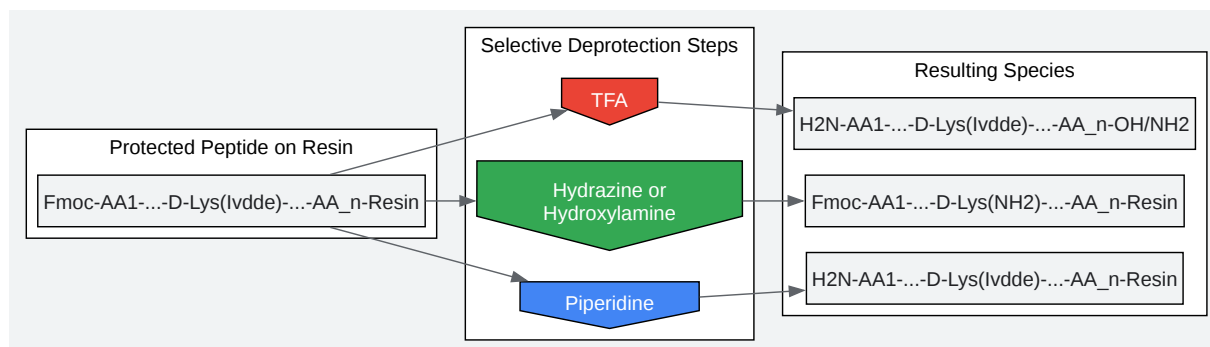 Protected Peptide on Resin
Fmoc-AA1-...-D-Lys(Ivdde)-...-AA_n-Resin
Selective Deprotection Steps
TFA
Hydrazine or
Hydroxylamine
Piperidine
Resulting Species
H2N-AA1-...-D-Lys(Ivdde)-...-AA_n-OH/NH2
Fmoc-AA1-...-D-Lys(NH2)-...-AA_n-Resin
H2N-AA1-...-D-Lys(Ivdde)-...-AA_n-Resin